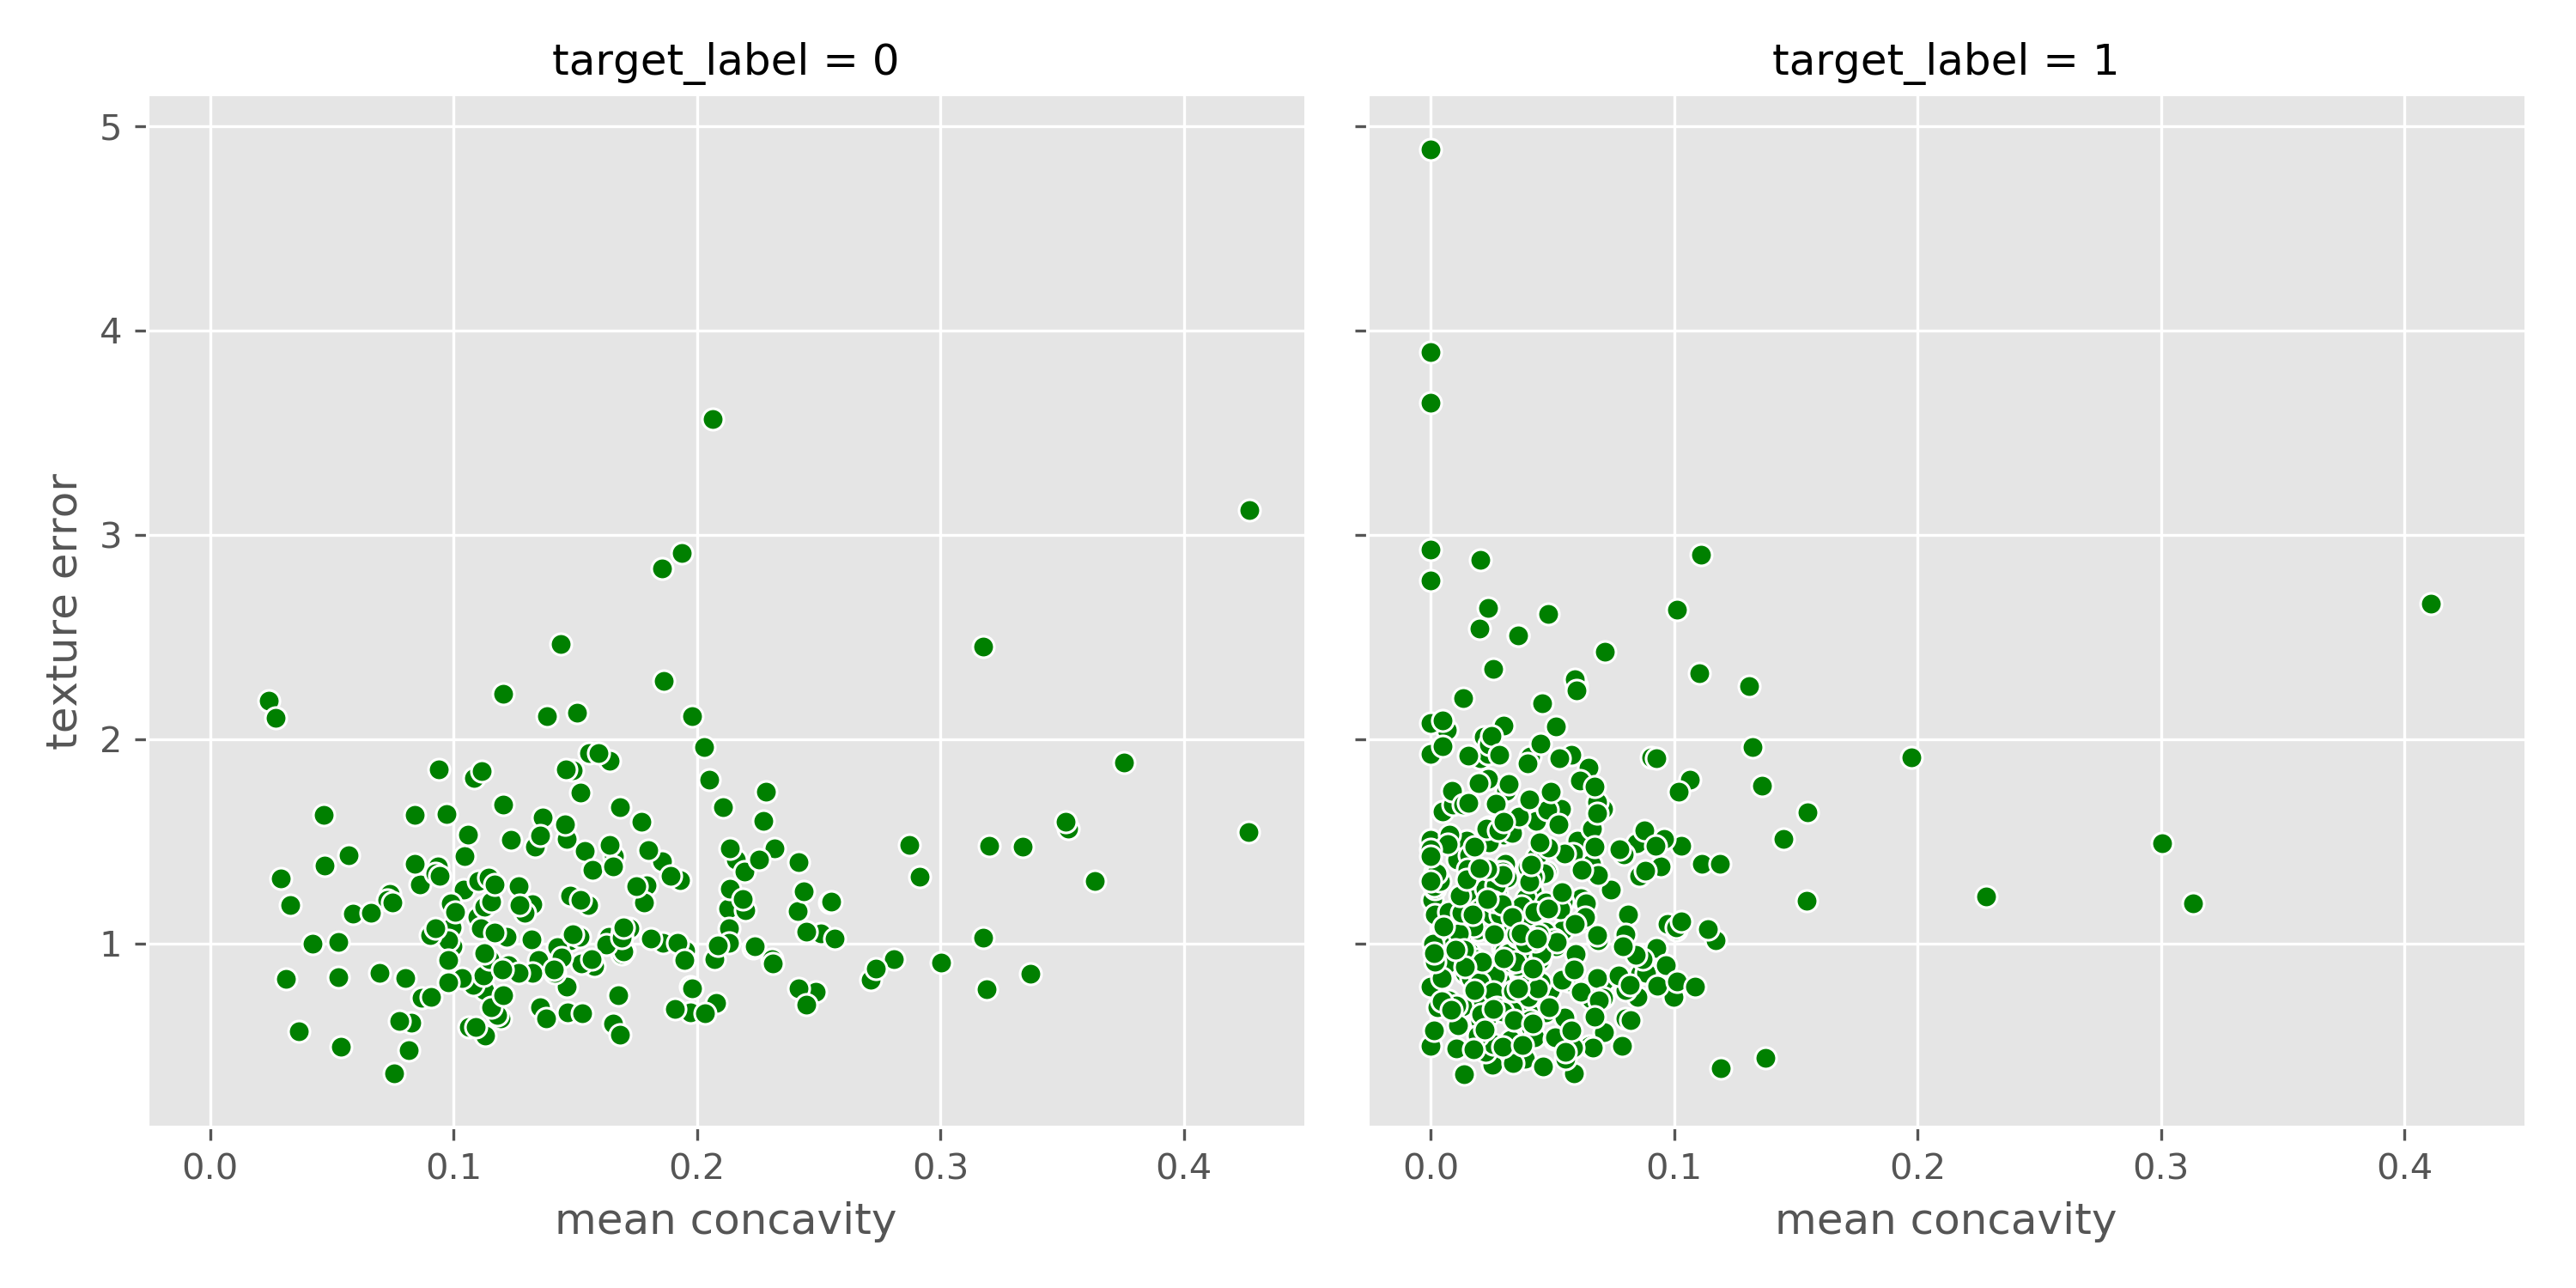 target_label = 0
target_label = 1
texture error
5
4
3
2
1
0.0 0.1 0.2 0.3 0.4
0.0 0.1 0.2 0.3 0.4
mean concavity
mean concavity